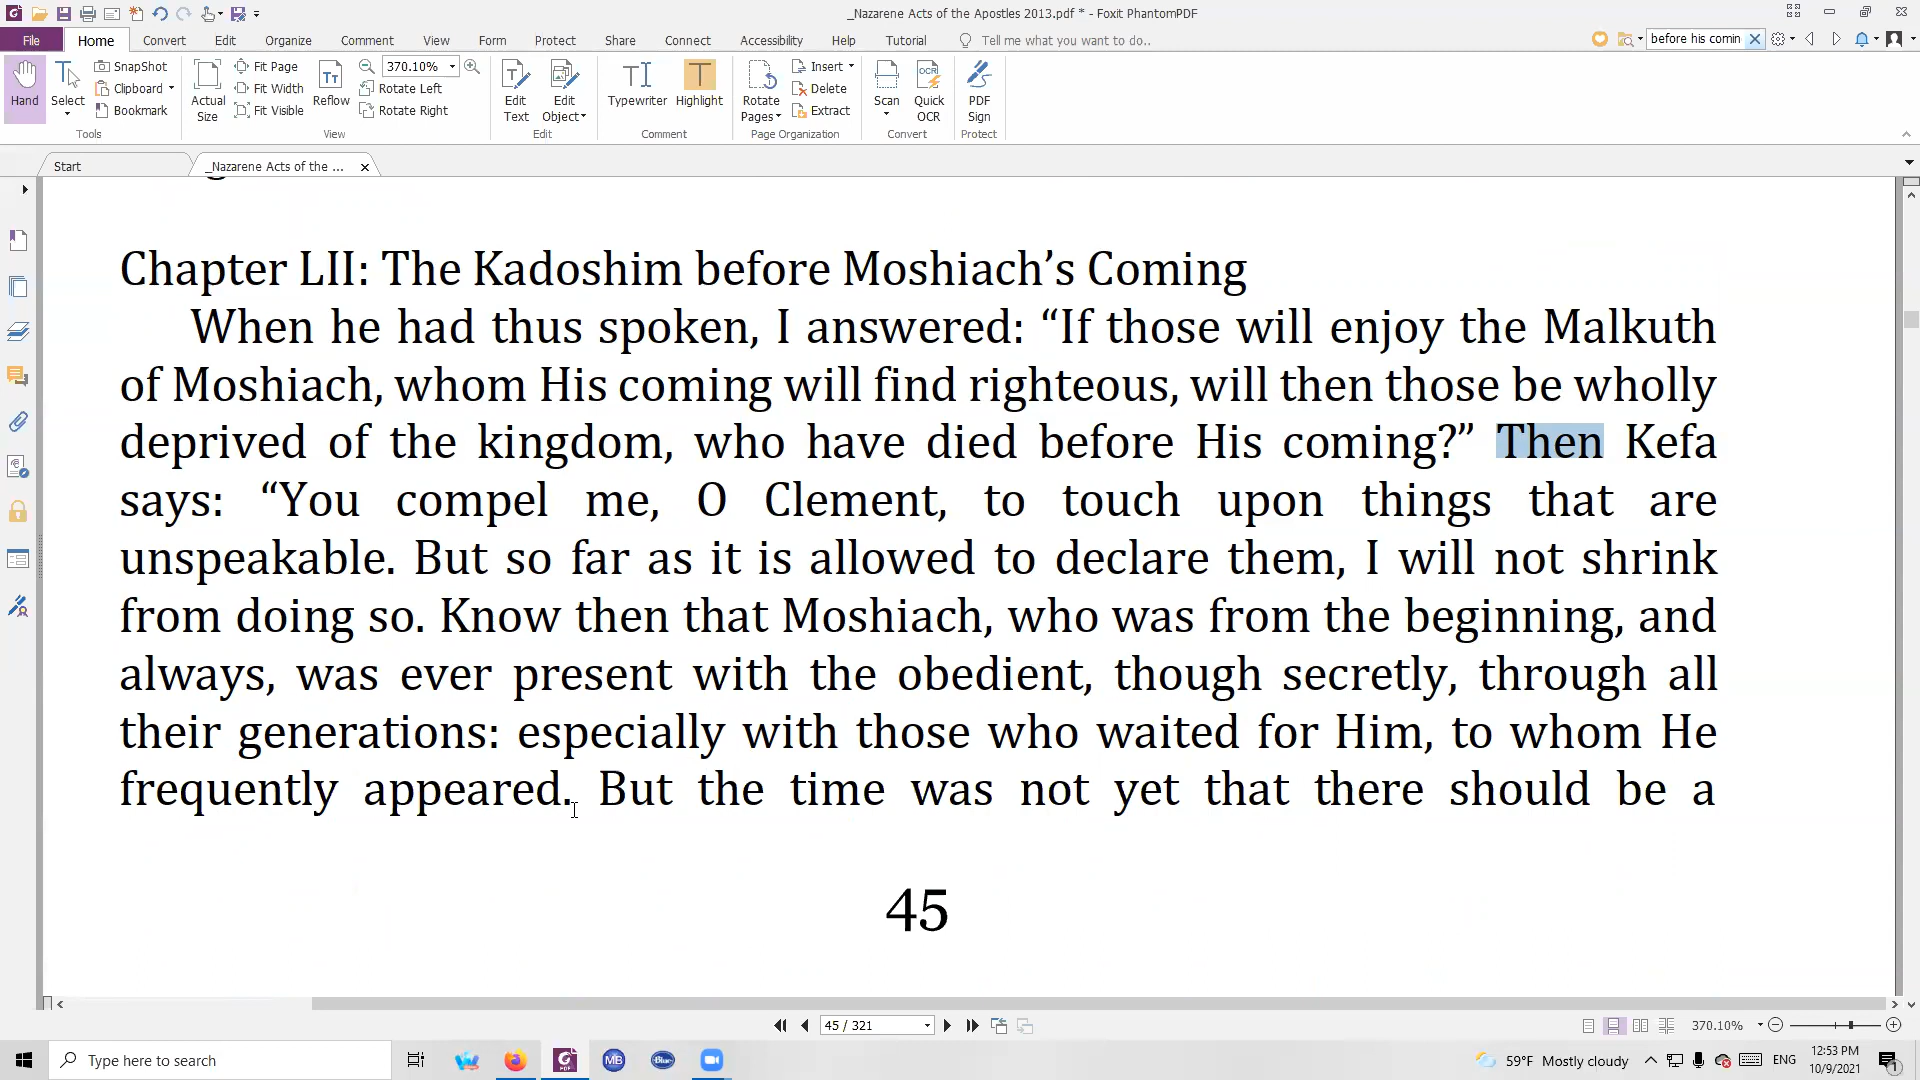 _Nazarene Acts of the Apostles 2013.pdf * - Foxit PhantomPDF
File Home Convert Edit Organize Comment View Form Protect Share Connect Accessibility Help Tutorial Tell me what you want to do.. before his comin
Hand
Select
SnapShot
Clipboard
Bookmark
Tools
Actual Size
Fit Page
Fit Width
Fit Visible
Reflow
370.10%
Rotate Left
Rotate Right
View
Edit Text
Edit Object
Edit
Typewriter
Highlight
Comment
Rotate Pages
Insert
Delete
Extract
Page Organization
Scan
Quick OCR
Convert
PDF Sign
Protect
Start
_Nazarene Acts of the ...
Chapter LII: The Kadoshim before Moshiach’s Coming
When he had thus spoken, I answered: “If those will enjoy the Malkuth
of Moshiach, whom His coming will find righteous, will then those be wholly
deprived of the kingdom, who have died before His coming?” Then Kefa
says: “You compel me, O Clement, to touch upon things that are
unspeakable. But so far as it is allowed to declare them, I will not shrink
from doing so. Know then that Moshiach, who was from the beginning, and
always, was ever present with the obedient, though secretly, through all
their generations: especially with those who waited for Him, to whom He
frequently appeared. But the time was not yet that there should be a
45
45 / 321
370.10%
Type here to search
MB
Blue
59°F Mostly cloudy
ENG
12:53 PM
10/9/2021
1